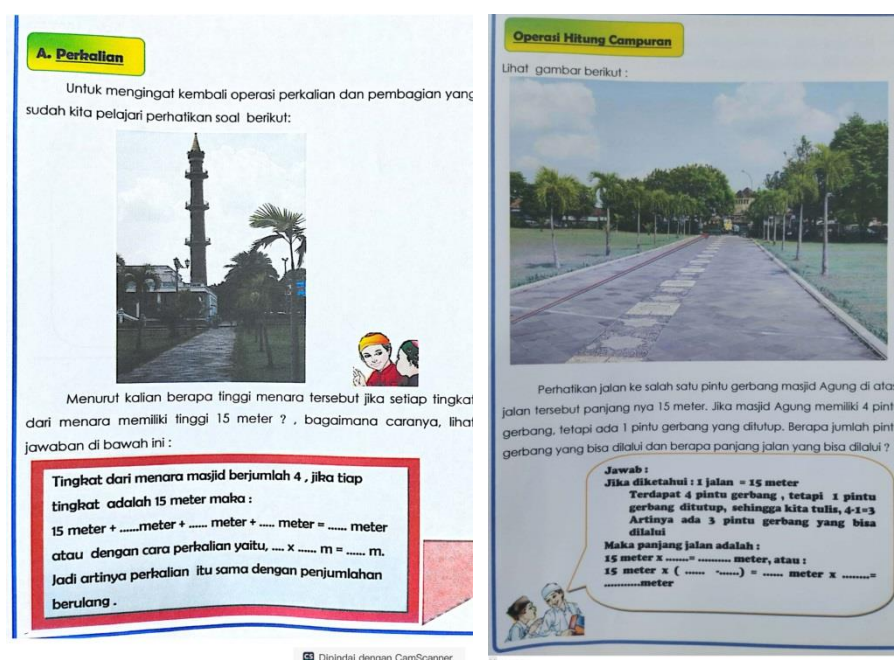 A. Perkalian
Untuk mengingat kembali operasi perkalian dan pembagian yang
sudah kita pelajari perhatikan soal berikut:
Menurut kalian berapa tinggi menara tersebut jika setiap tingkat
dari menara memiliki tinggi 15 meter ? , bagaimana caranya, lihat
jawaban di bawah ini :
Tingkat dari menara masjid berjumlah 4 , jika tiap
tingkat adalah 15 meter maka :
15 meter + ......meter + ...... meter + ..... meter = ...... meter
atau dengan cara perkalian yaitu, .... x ...... m = ...... m.
Jadi artinya perkalian itu sama dengan penjumlahan
berulang .
CS Dipindai dengan CamScanner
Operasi Hitung Campuran
Lihat gambar berikut :
Perhatikan jalan ke salah satu pintu gerbang masjid Agung di atas
jalan tersebut panjang nya 15 meter. Jika masjid Agung memiliki 4 pint
gerbang, tetapi ada 1 pintu gerbang yang ditutup. Berapa jumlah pint
gerbang yang bisa dilalui dan berapa panjang jalan yang bisa dilalui ?
Jawab :
Jika diketahui : 1 jalan = 15 meter
Terdapat 4 pintu gerbang , tetapi 1 pintu
gerbang ditutup, sehingga kita tulis, 4-1=3
Artinya ada 3 pintu gerbang yang bisa
dilalui
Maka panjang jalan adalah :
15 meter x .......= .......... meter, atau :
15 meter x ( ...... -......) = ...... meter x ........=
............meter